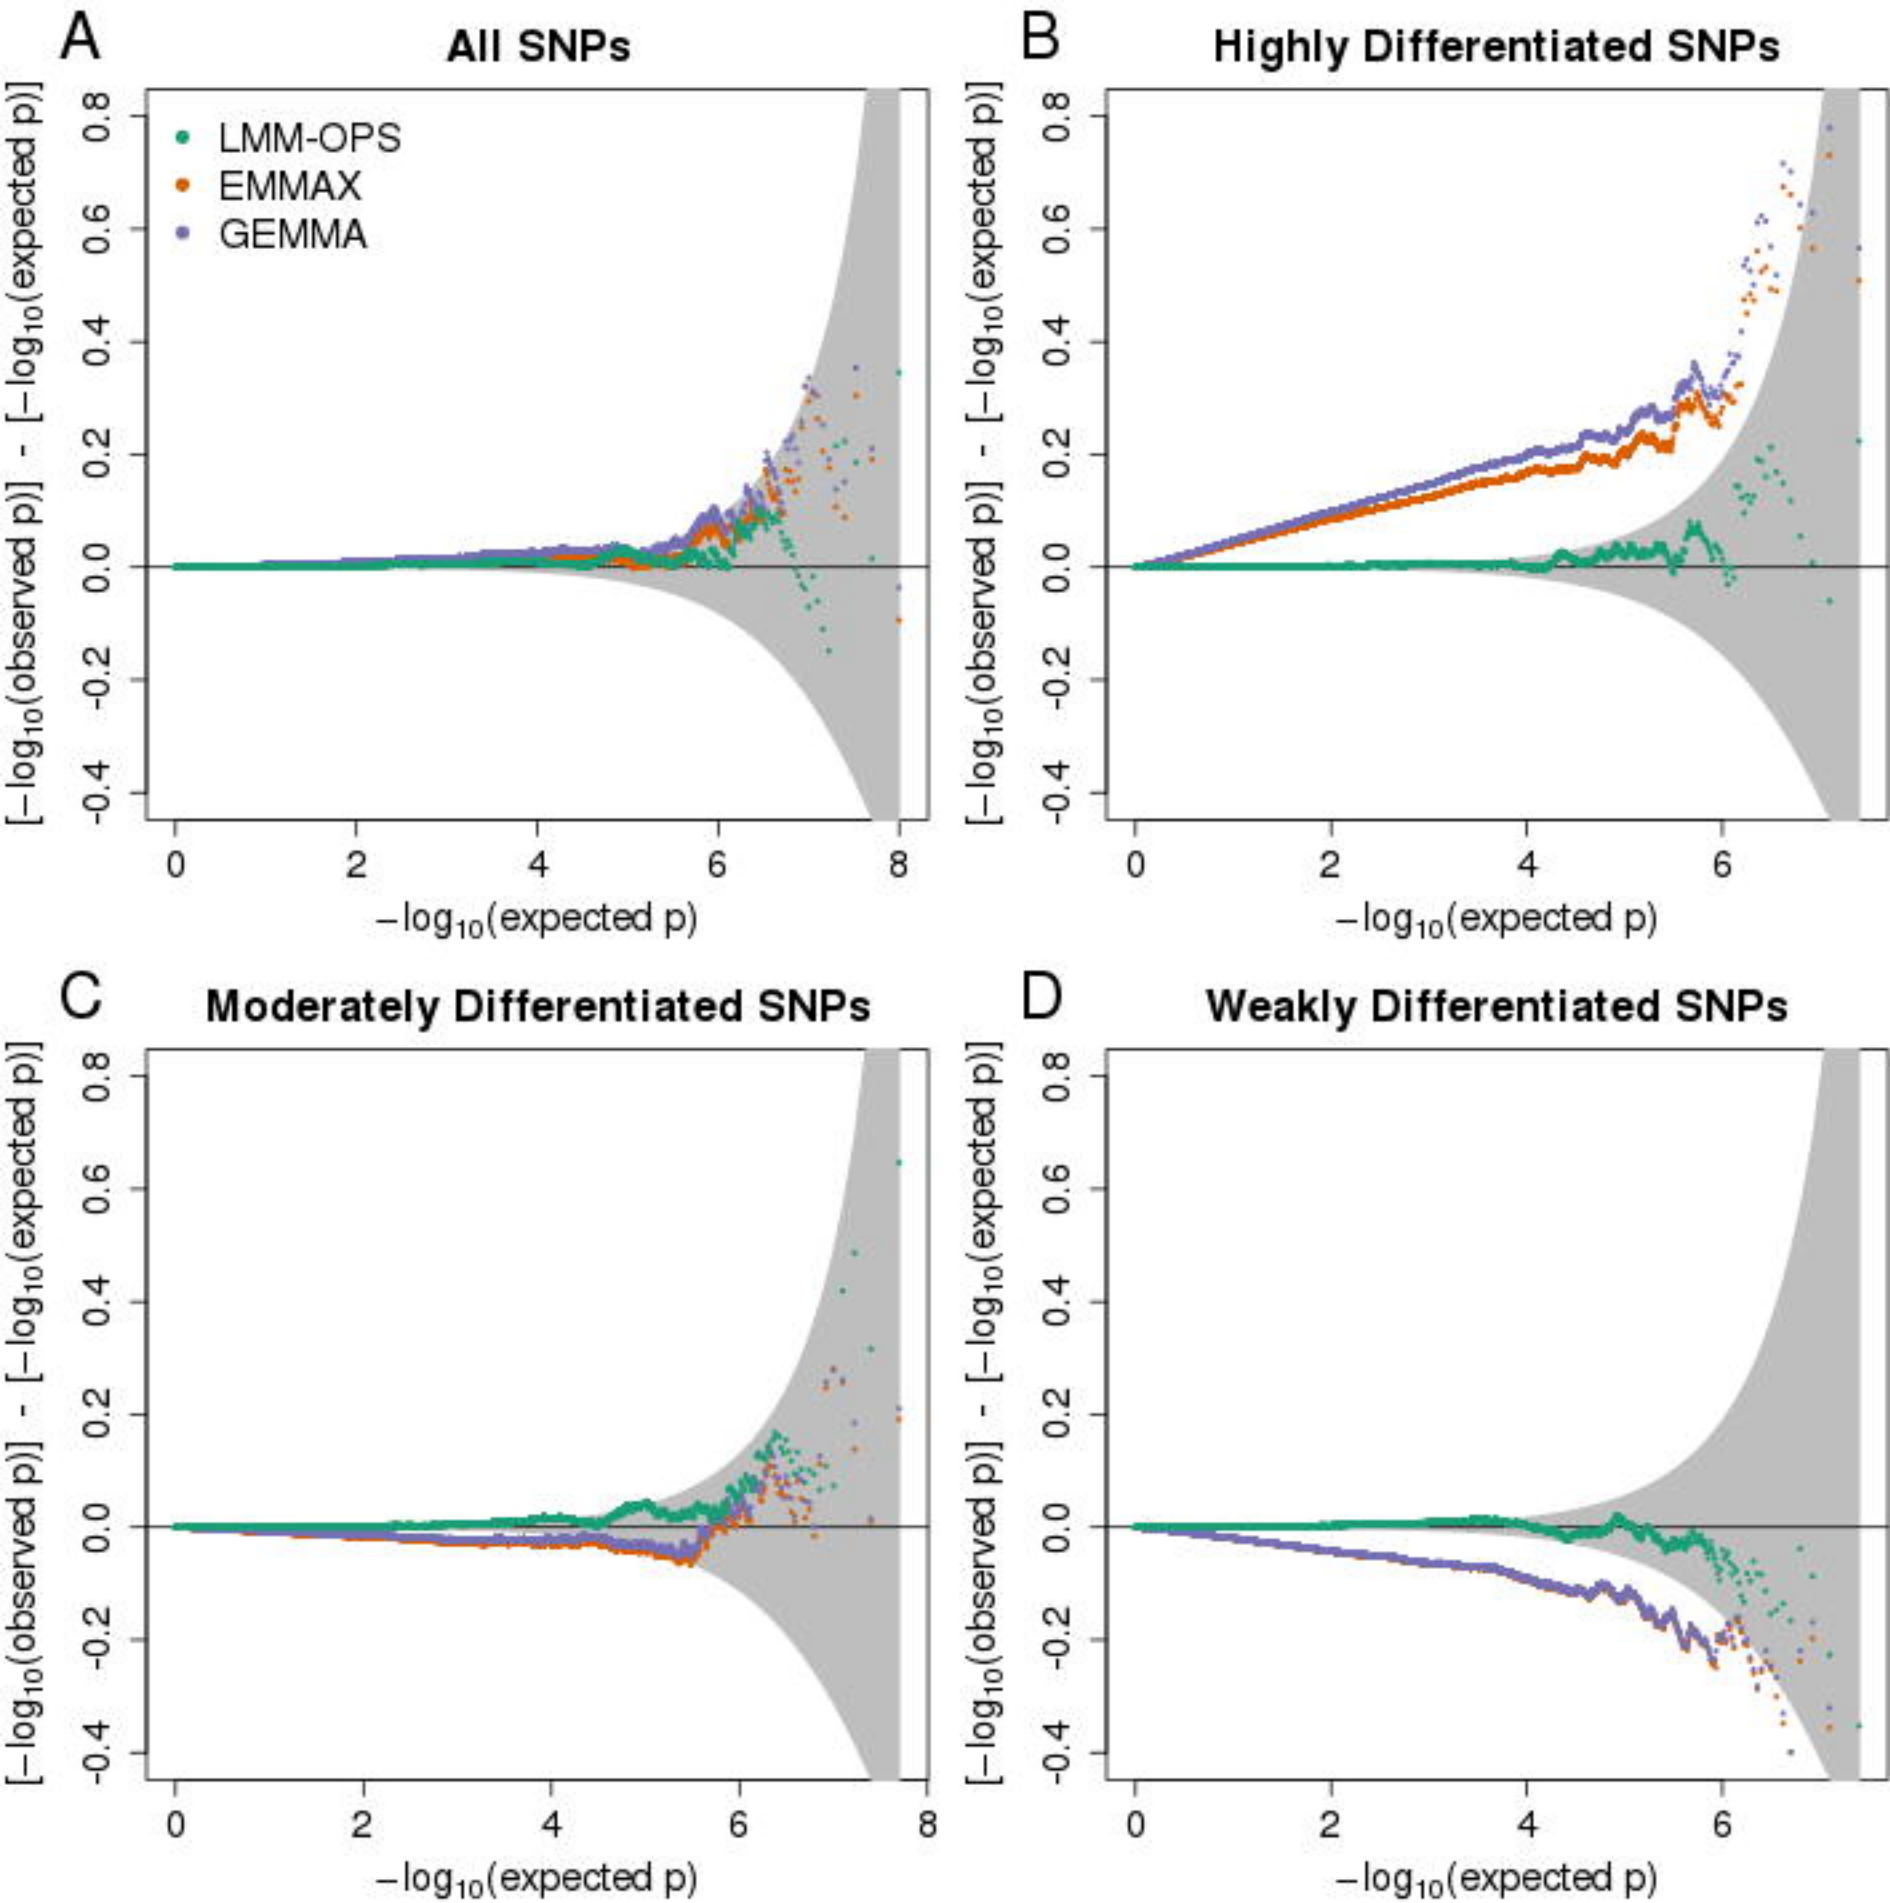 A
All SNPs
[−log10(observed p)] - [−log10(expected p)]
0.8
0.6
0.4
0.2
0.0
-0.2
-0.4
LMM-OPS
EMMAX
GEMMA
0 2 4 6 8
−log10(expected p)
B
Highly Differentiated SNPs
[−log10(observed p)] - [−log10(expected p)]
0.8
0.6
0.4
0.2
0.0
-0.2
-0.4
0 2 4 6
−log10(expected p)
C
Moderately Differentiated SNPs
[−log10(observed p)] - [−log10(expected p)]
0.8
0.6
0.4
0.2
0.0
-0.2
-0.4
0 2 4 6 8
−log10(expected p)
D
Weakly Differentiated SNPs
[−log10(observed p)] - [−log10(expected p)]
0.8
0.6
0.4
0.2
0.0
-0.2
-0.4
0 2 4 6
−log10(expected p)